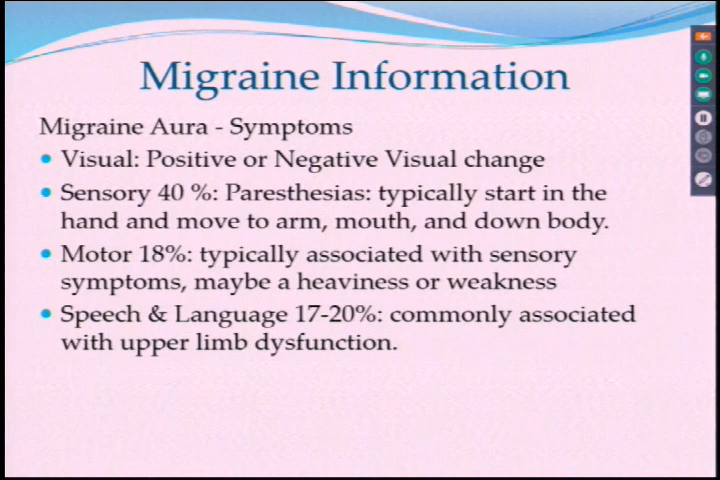 Migraine Information
Migraine Aura - Symptoms
• Visual: Positive or Negative Visual change
• Sensory 40 %: Paresthesias: typically start in the
hand and move to arm, mouth, and down body.
• Motor 18%: typically associated with sensory
symptoms, maybe a heaviness or weakness
• Speech & Language 17-20%: commonly associated
with upper limb dysfunction.